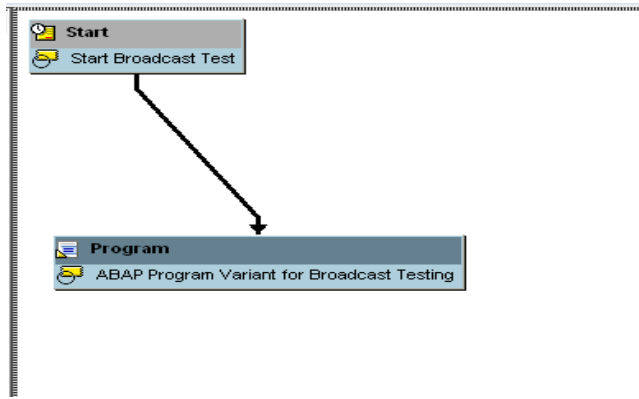 Start
Start Broadcast Test
Program
ABAP Program Variant for Broadcast Testing